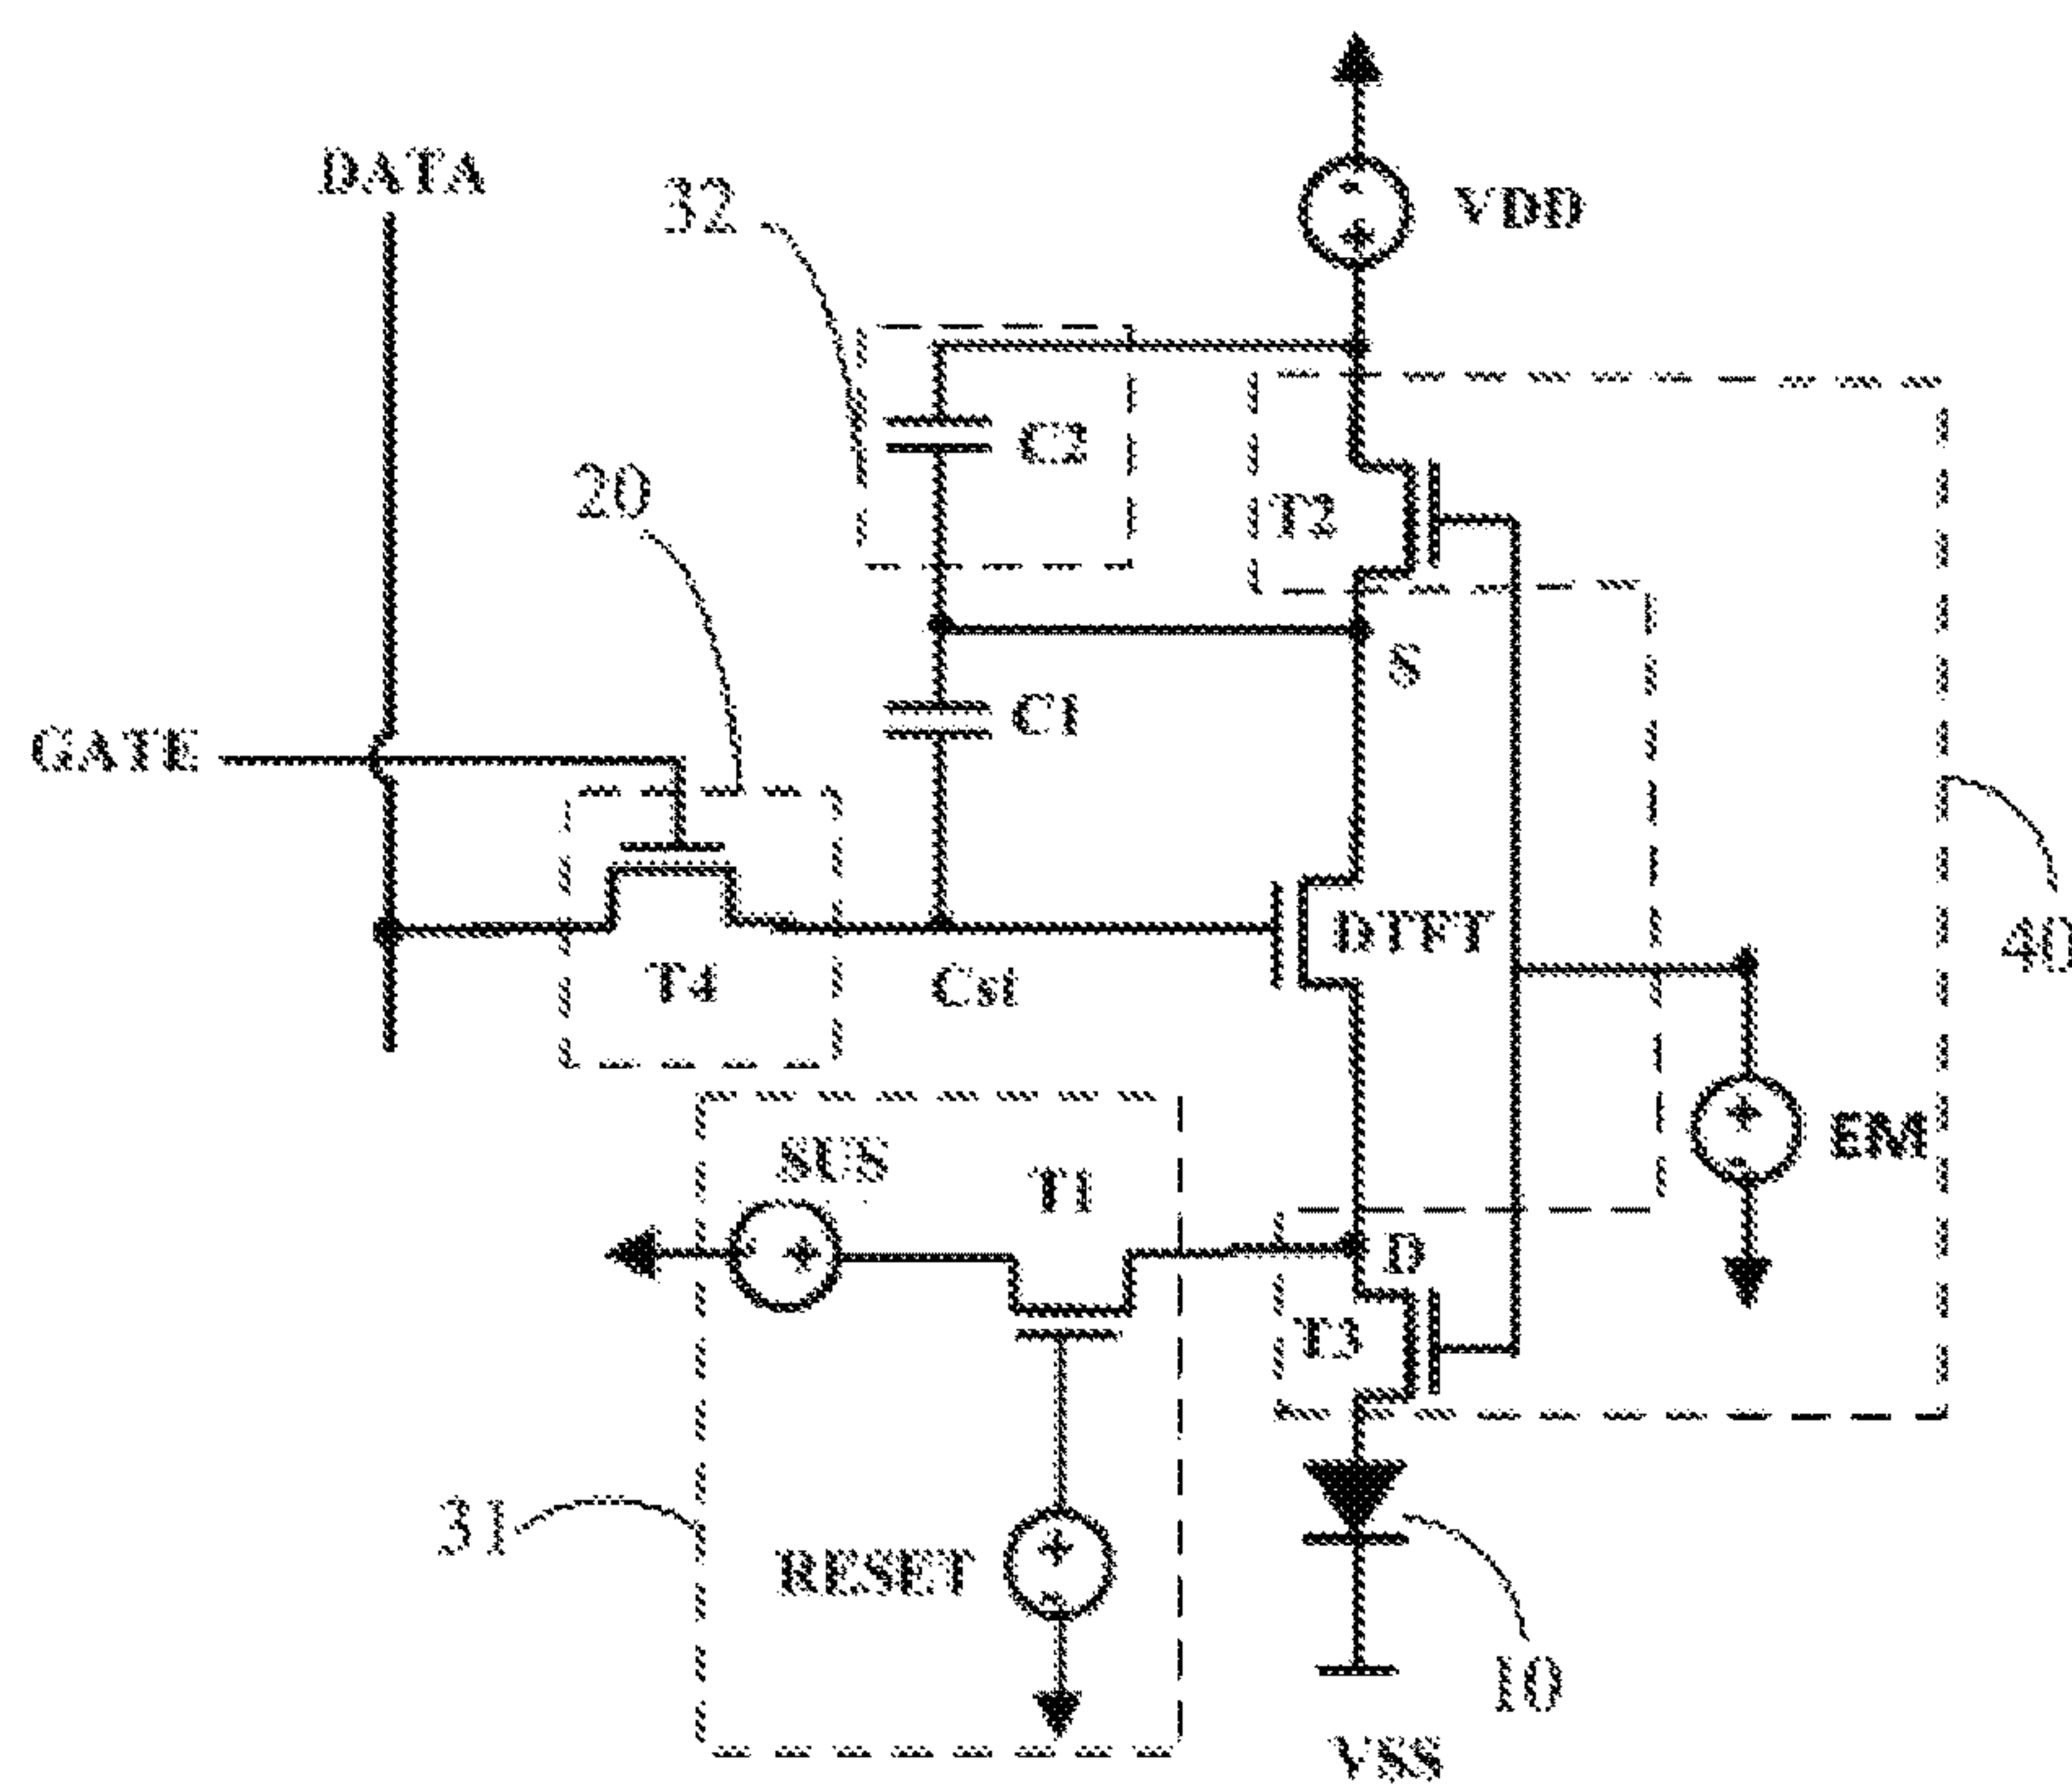 DATA
32
VDD
C2
20
T2
S
C1
GATE
DTFT
40
T4
Cst
SUS
T1
EM
D
T3
31
RESET
10
VSS